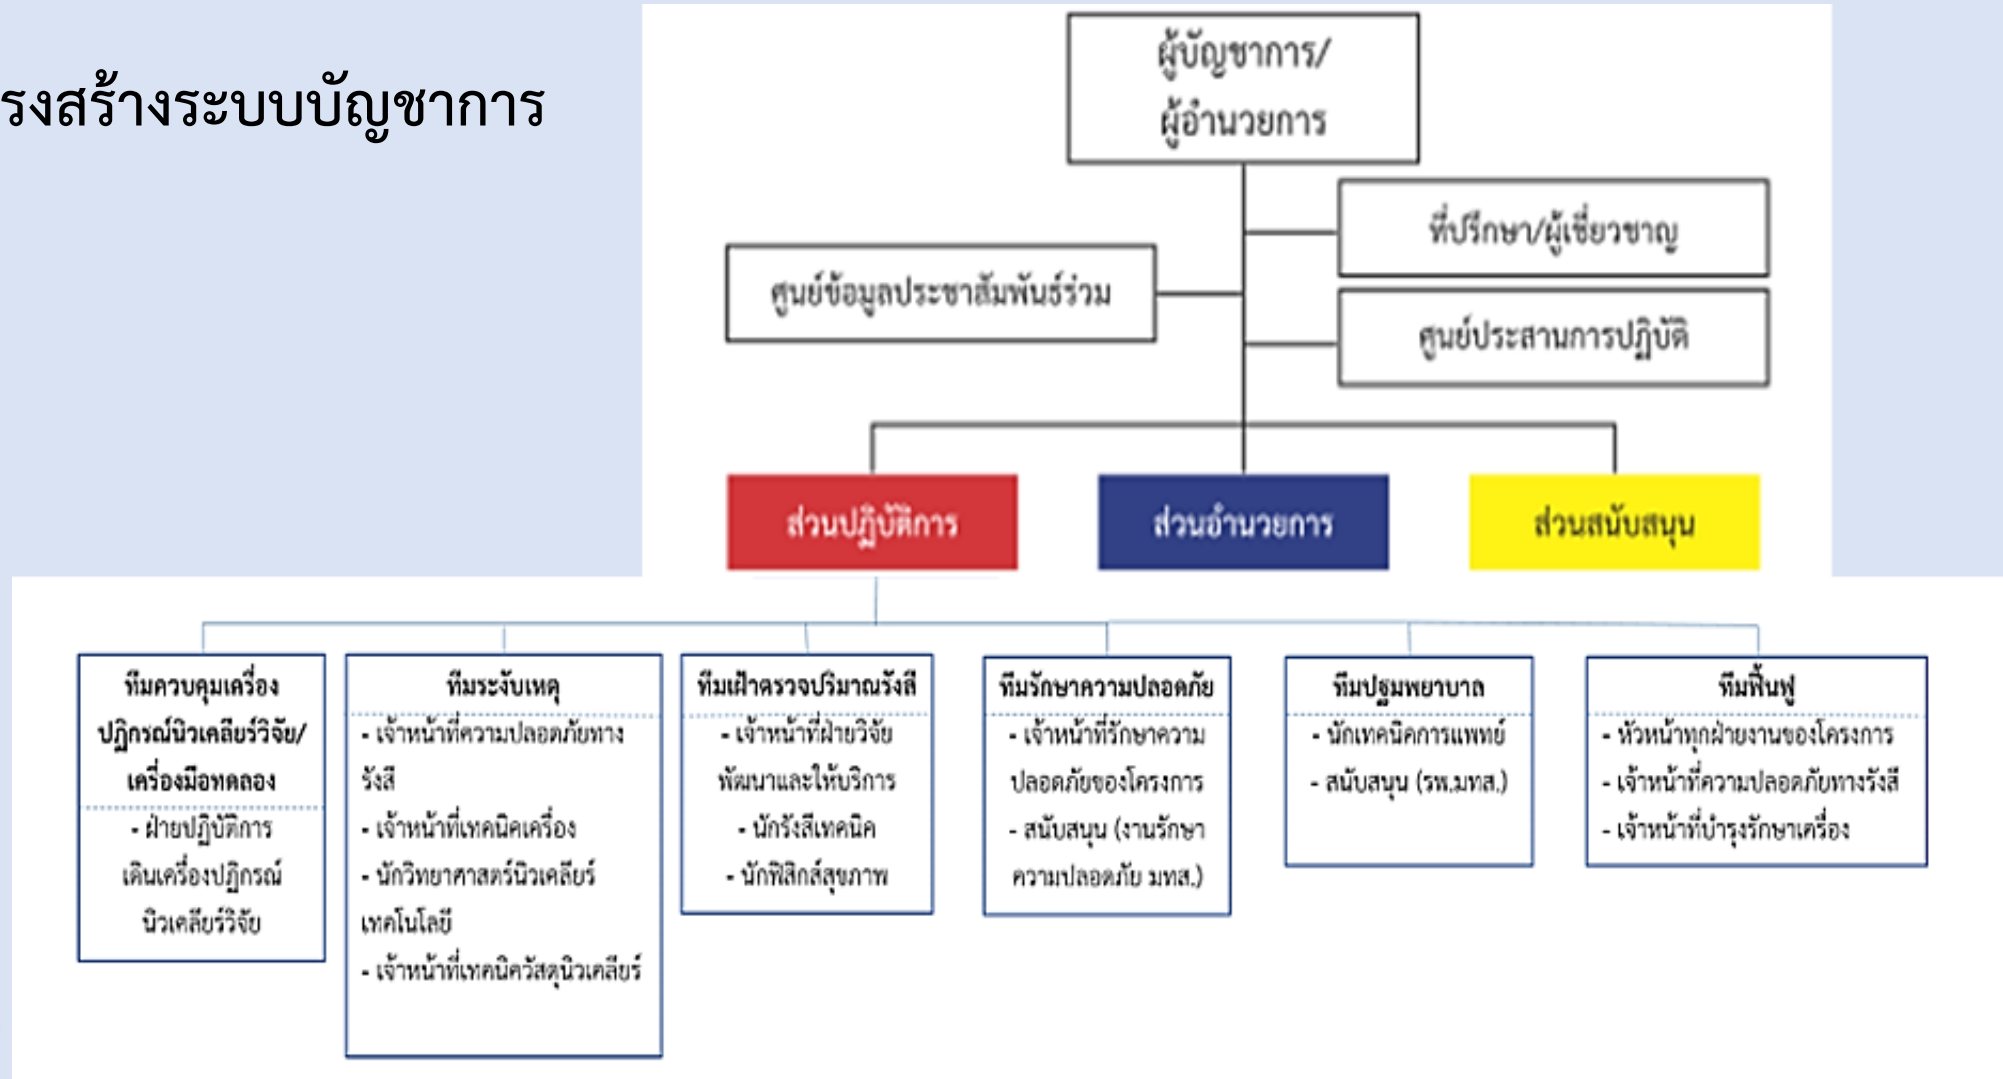 รงสร้างระบบบัญชาการ
ผู้บัญชาการ/
ผู้อำนวยการ
ที่ปรึกษา/ผู้เชี่ยวชาญ
ศูนย์ข้อมูลประชาสัมพันธ์ร่วม
ศูนย์ประสานการปฏิบัติ
ส่วนปฏิบัติการ
ส่วนอำนวยการ
ส่วนสนับสนุน
ทีมควบคุมเครื่อง
ปฏิกรณ์นิวเคลียร์วิจัย/
เครื่องมือทดลอง
- ฝ่ายปฏิบัติการ
เดินเครื่องปฏิกรณ์
นิวเคลียร์วิจัย
ทีมระงับเหตุ
- เจ้าหน้าที่ความปลอดภัยทาง
รังสี
- เจ้าหน้าที่เทคนิคเครื่อง
- นักวิทยาศาสตร์นิวเคลียร์
เทคโนโลยี
- เจ้าหน้าที่เทคนิควัสดุนิวเคลียร์
ทีมเฝ้าตรวจปริมาณรังสี
- เจ้าหน้าที่ฝ่ายวิจัย
พัฒนาและให้บริการ
- นักรังสีเทคนิค
- นักฟิสิกส์สุขภาพ
ทีมรักษาความปลอดภัย
- เจ้าหน้าที่รักษาความ
ปลอดภัยของโครงการ
- สนับสนุน (งานรักษา
ความปลอดภัย มทส.)
ทีมปฐมพยาบาล
- นักเทคนิคการแพทย์
- สนับสนุน (รพ.มทส.)
ทีมฟื้นฟู
- หัวหน้าทุกฝ่ายงานของโครงการ
- เจ้าหน้าที่ความปลอดภัยทางรังสี
- เจ้าหน้าที่บำรุงรักษาเครื่อง